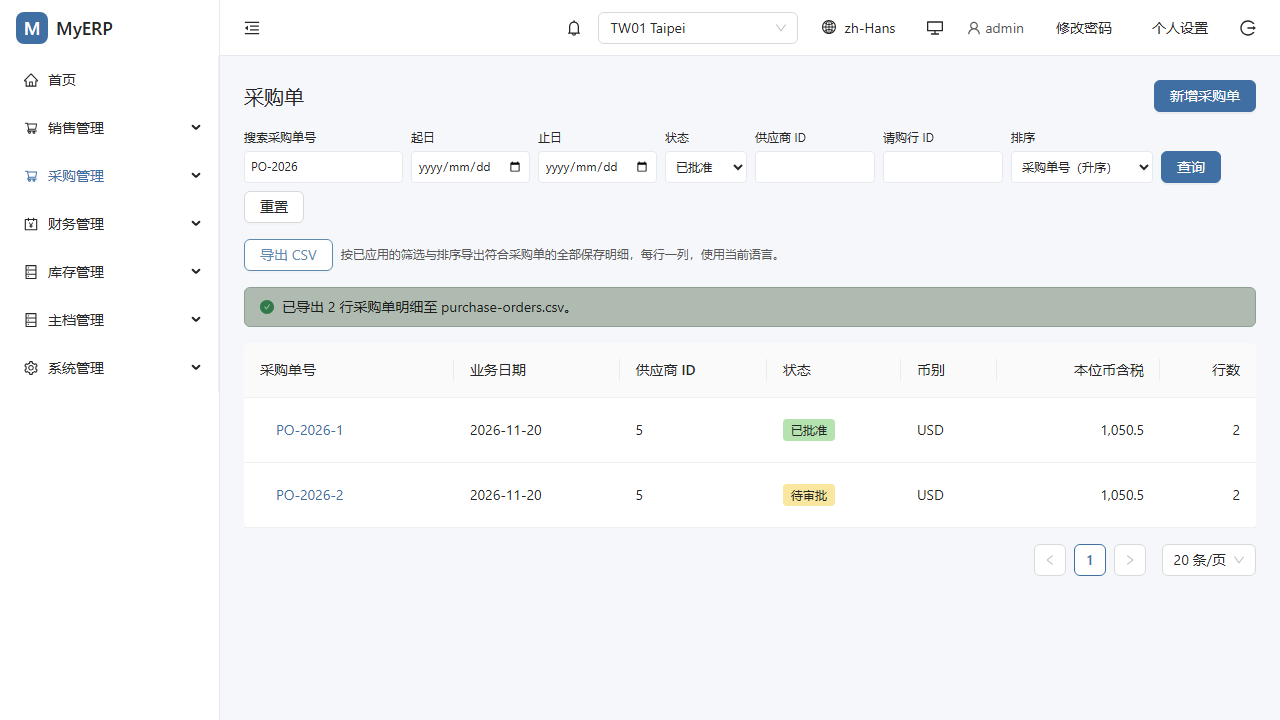 M MyERP
TW01 Taipei
zh-Hans
admin
修改密码
个人设置
首页
销售管理
采购管理
财务管理
库存管理
主档管理
系统管理
采购单
新增采购单
搜索采购单号
起日
止日
状态
供应商 ID
请购行 ID
排序
PO-2026
yyyy/mm/dd
yyyy/mm/dd
已批准
采购单号（升序）
查询
重置
导出 CSV
按已应用的筛选与排序导出符合采购单的全部保存明细，每行一列，使用当前语言。
已导出 2 行采购单明细至 purchase-orders.csv。
采购单号 业务日期 供应商 ID 状态 币别 本位币含税 行数
PO-2026-1 2026-11-20 5 已批准 USD 1,050.5 2
PO-2026-2 2026-11-20 5 待审批 USD 1,050.5 2
< 1 > 20 条/页